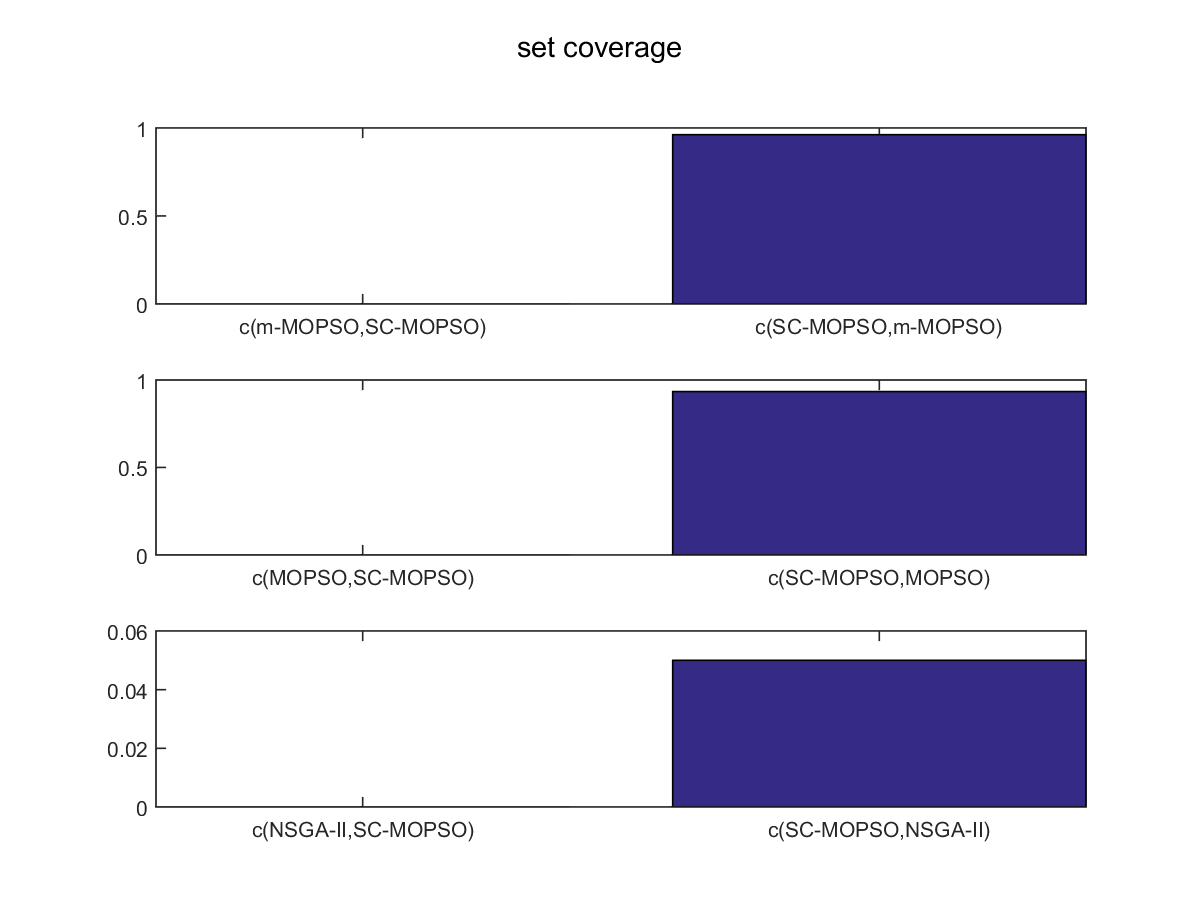 set coverage
1
0.5
0
c(m-MOPSO,SC-MOPSO) c(SC-MOPSO,m-MOPSO)
1
0.5
0
c(MOPSO,SC-MOPSO) c(SC-MOPSO,MOPSO)
0.06
0.04
0.02
0
c(NSGA-II,SC-MOPSO) c(SC-MOPSO,NSGA-II)